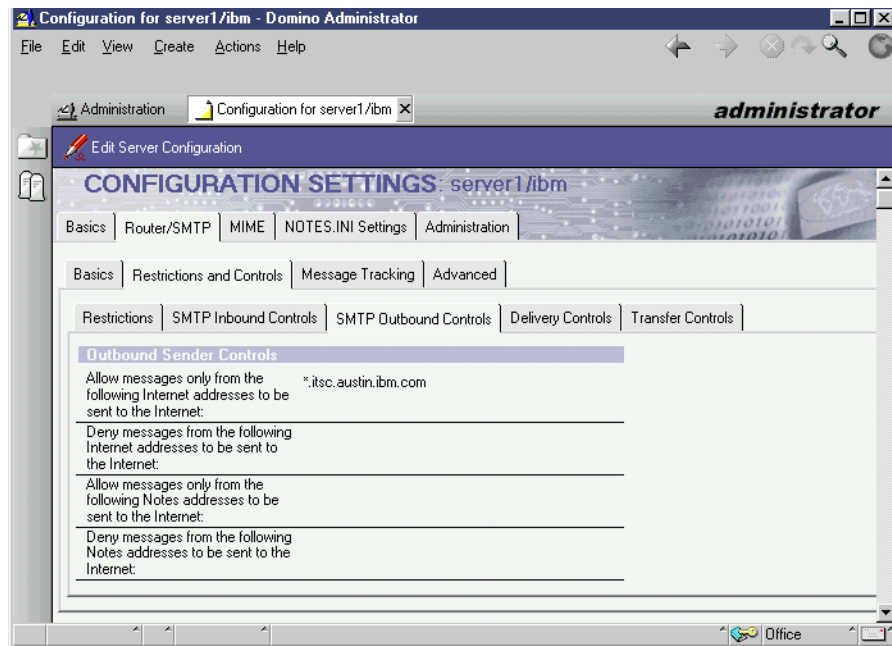 Configuration for server1/ibm - Domino Administrator
File Edit View Create Actions Help
Administration Configuration for server1/ibm administrator
Edit Server Configuration
CONFIGURATION SETTINGS: server1/ibm
Basics Router/SMTP MIME NOTES.INI Settings Administration
Basics Restrictions and Controls Message Tracking Advanced
Restrictions SMTP Inbound Controls SMTP Outbound Controls Delivery Controls Transfer Controls
Outbound Sender Controls
Allow messages only from the *.itsc.austin.ibm.com
following Internet addresses to be
sent to the Internet:
Deny messages from the following
Internet addresses to be sent to
the Internet:
Allow messages only from the
following Notes addresses to be
sent to the Internet:
Deny messages from the following
Notes addresses to be sent to the
Internet:
Office